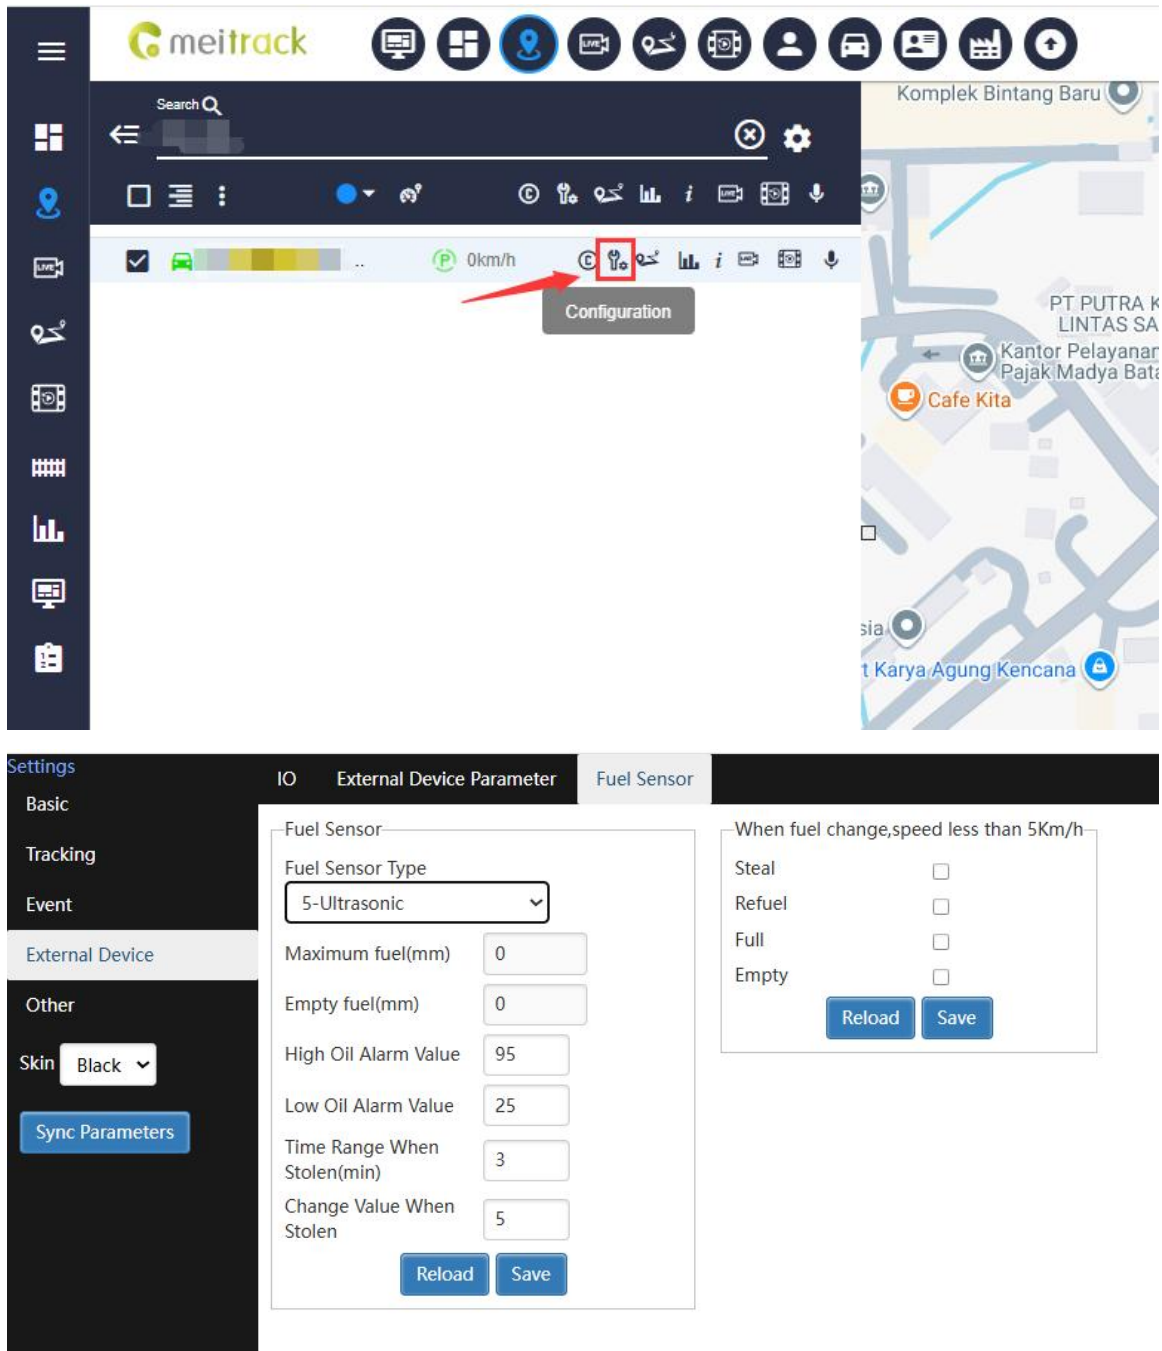 meitrack
LIVE
Search
Komplek Bintang Baru
LIVE
P 0km/h
Configuration
PT PUTRA K
LINTAS SA
Kantor Pelayanan
Pajak Madya Bata
Cafe Kita
sia
t Karya Agung Kencana
Settings
Basic
Tracking
Event
External Device
Other
Skin Black
Sync Parameters
IO External Device Parameter Fuel Sensor
Fuel Sensor
Fuel Sensor Type
5-Ultrasonic
Maximum fuel(mm) 0
Empty fuel(mm) 0
High Oil Alarm Value 95
Low Oil Alarm Value 25
Time Range When
Stolen(min) 3
Change Value When
Stolen 5
Reload Save
When fuel change,speed less than 5Km/h
Steal
Refuel
Full
Empty
Reload Save